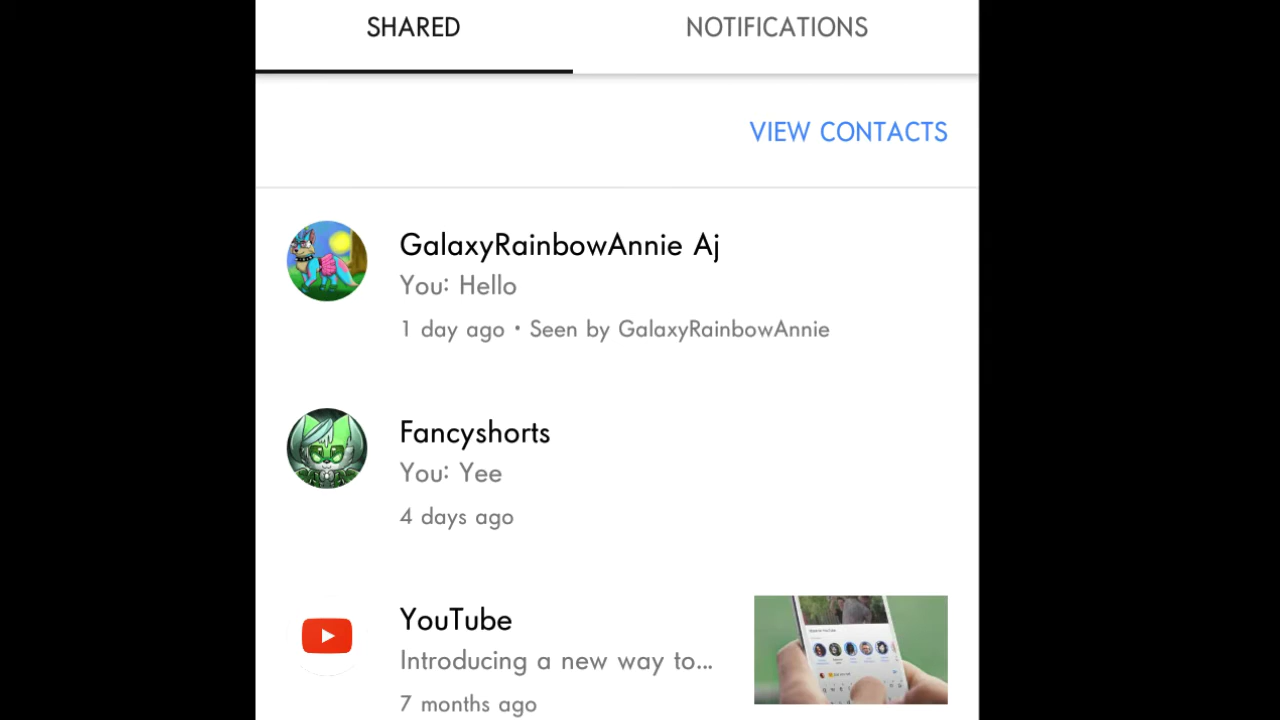 SHARED
NOTIFICATIONS
VIEW CONTACTS
GalaxyRainbowAnnie Aj
You: Hello
1 day ago • Seen by GalaxyRainbowAnnie
Fancyshorts
You: Yee
4 days ago
YouTube
Introducing a new way to...
7 months ago